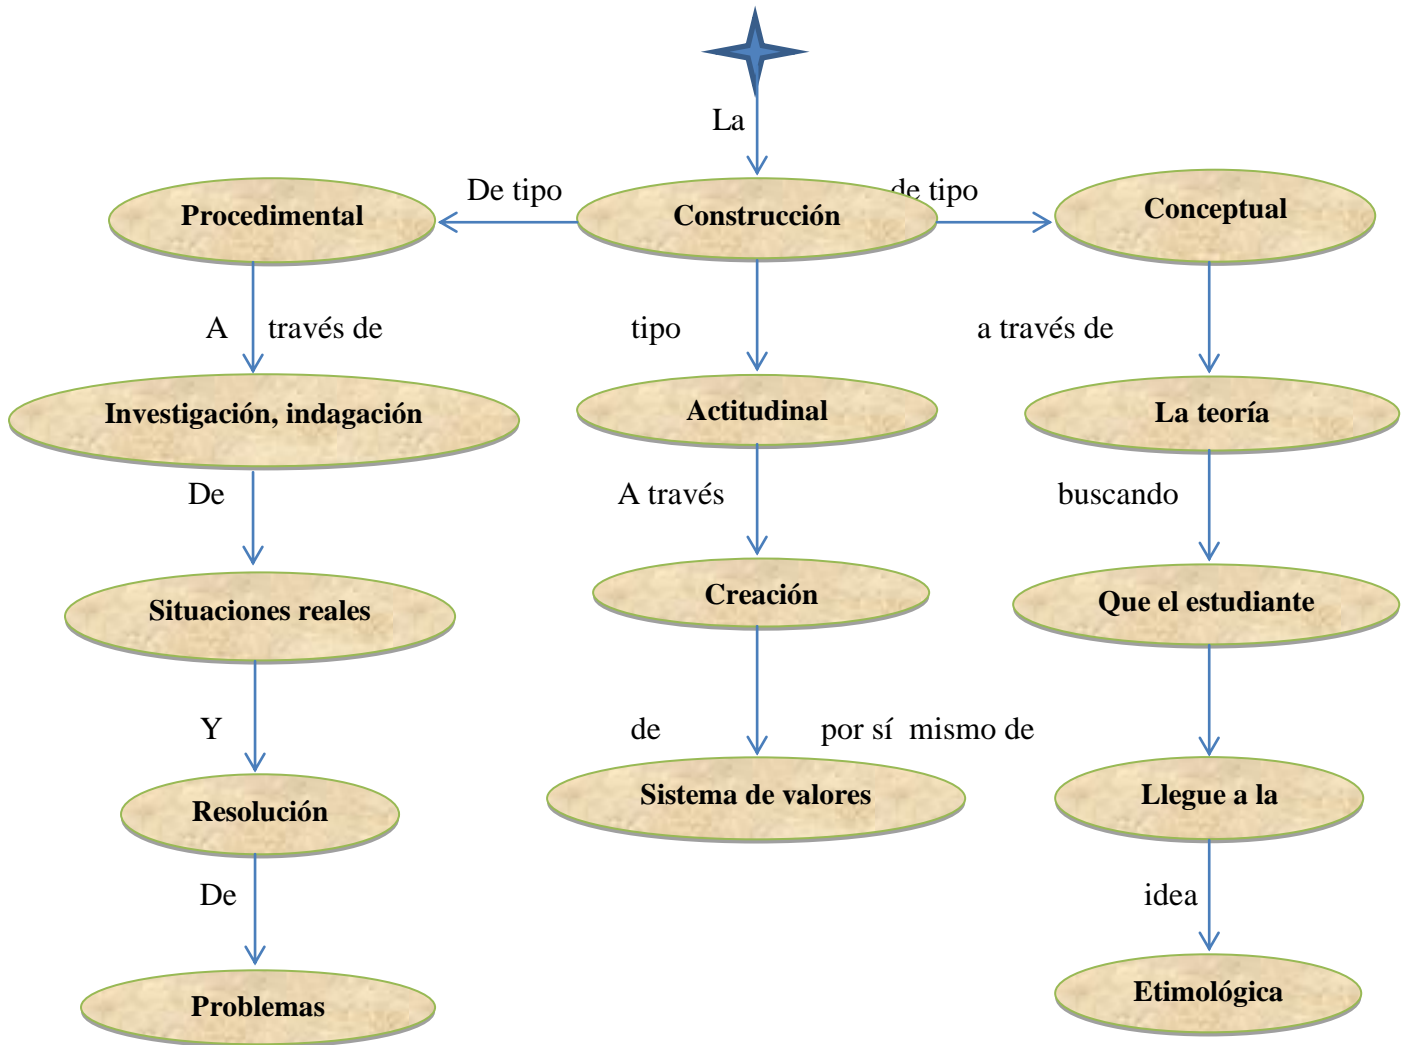 La
De tipo
de tipo
Procedimental
Construcción
Conceptual
A través de
tipo
a través de
Investigación, indagación
Actitudinal
La teoría
De
A través
buscando
Situaciones reales
Creación
Que el estudiante
Y
de
por sí mismo de
Resolución
Sistema de valores
Llegue a la
De
idea
Problemas
Etimológica